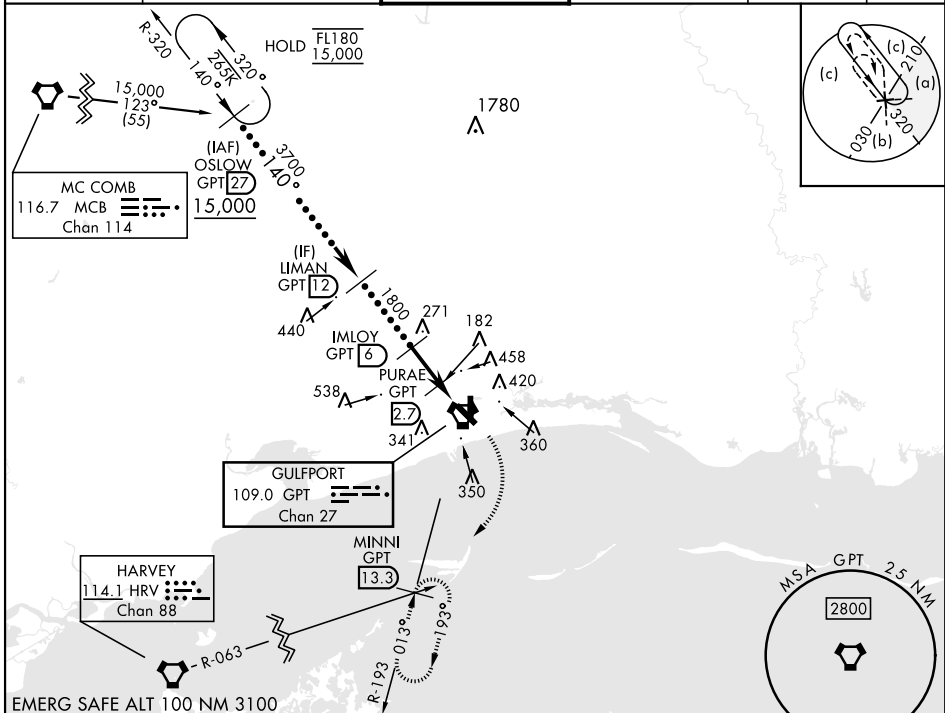 HOLD FL180
15,000
R-320
265K
140°
320°
15,000
123°
(55)
(IAF)
OSLOW
GPT 27
15,000
3700
140°
1780
(c)
(c)
210
(a)
030
(b)
320
MC COMB
116.7 MCB
Chan 114
(IF)
LIMAN
GPT 12
440
1800
271
182
IMLOY
GPT 6
458
PURAE
GPT
2.7
420
538
341
360
350
GULFPORT
109.0 GPT
Chan 27
MINNI
GPT
13.3
HARVEY
114.1 HRV
Chan 88
R-063
013°
193°
R-193
MSA GPT 25 NM
2800
EMERG SAFE ALT 100 NM 3100